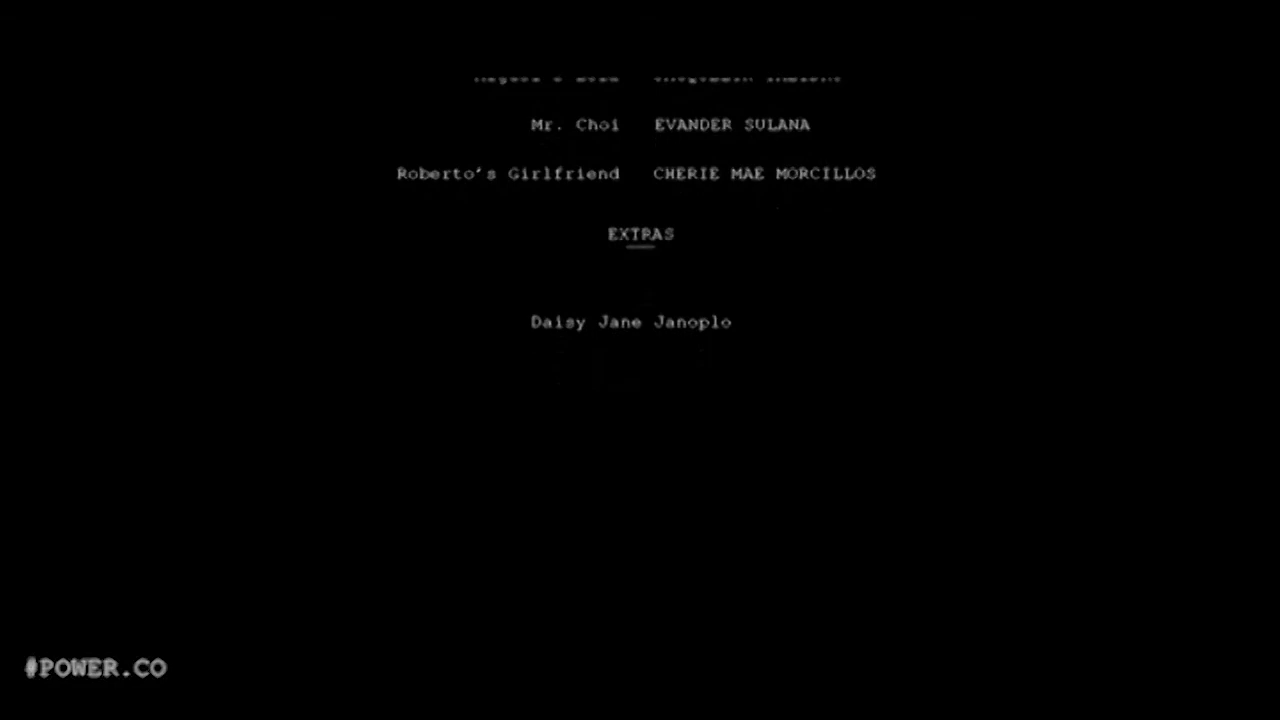 Mr. Choi EVANDER SULANA
Roberto's Girlfriend CHERIE MAE MORCILLOS
EXTRAS
Daisy Jane Janoplo
#POWER.CO